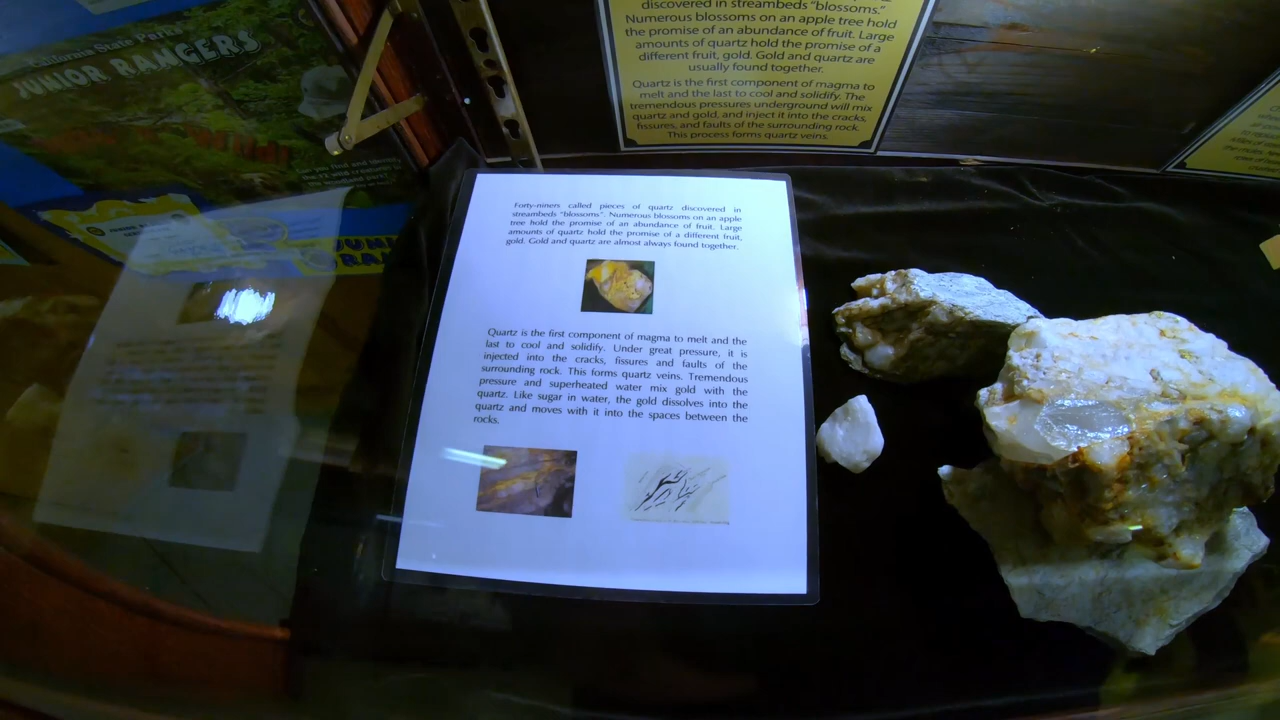 California State Parks
JUNIOR RANGERS
discovered in streambeds "blossoms."
Numerous blossoms on an apple tree hold
the promise of an abundance of fruit. Large
amounts of quartz hold the promise of a
different fruit, gold. Gold and quartz are
usually found together.
Quartz is the first component of magma to
melt and the last to cool and solidify. The
tremendous pressures underground will mix
quartz and gold, and inject it into the cracks,
fissures, and faults of the surrounding rock.
This process forms quartz veins.
Forty-niners called pieces of quartz discovered in
streambeds "blossoms". Numerous blossoms on an apple
tree hold the promise of an abundance of fruit. Large
amounts of quartz hold the promise of a different fruit,
gold. Gold and quartz are almost always found together.
Quartz is the first component of magma to melt and the
last to cool and solidify. Under great pressure, it is
injected into the cracks, fissures and faults of the
surrounding rock. This forms quartz veins. Tremendous
pressure and superheated water mix gold with the
quartz. Like sugar in water, the gold dissolves into the
quartz and moves with it into the spaces between the
rocks.